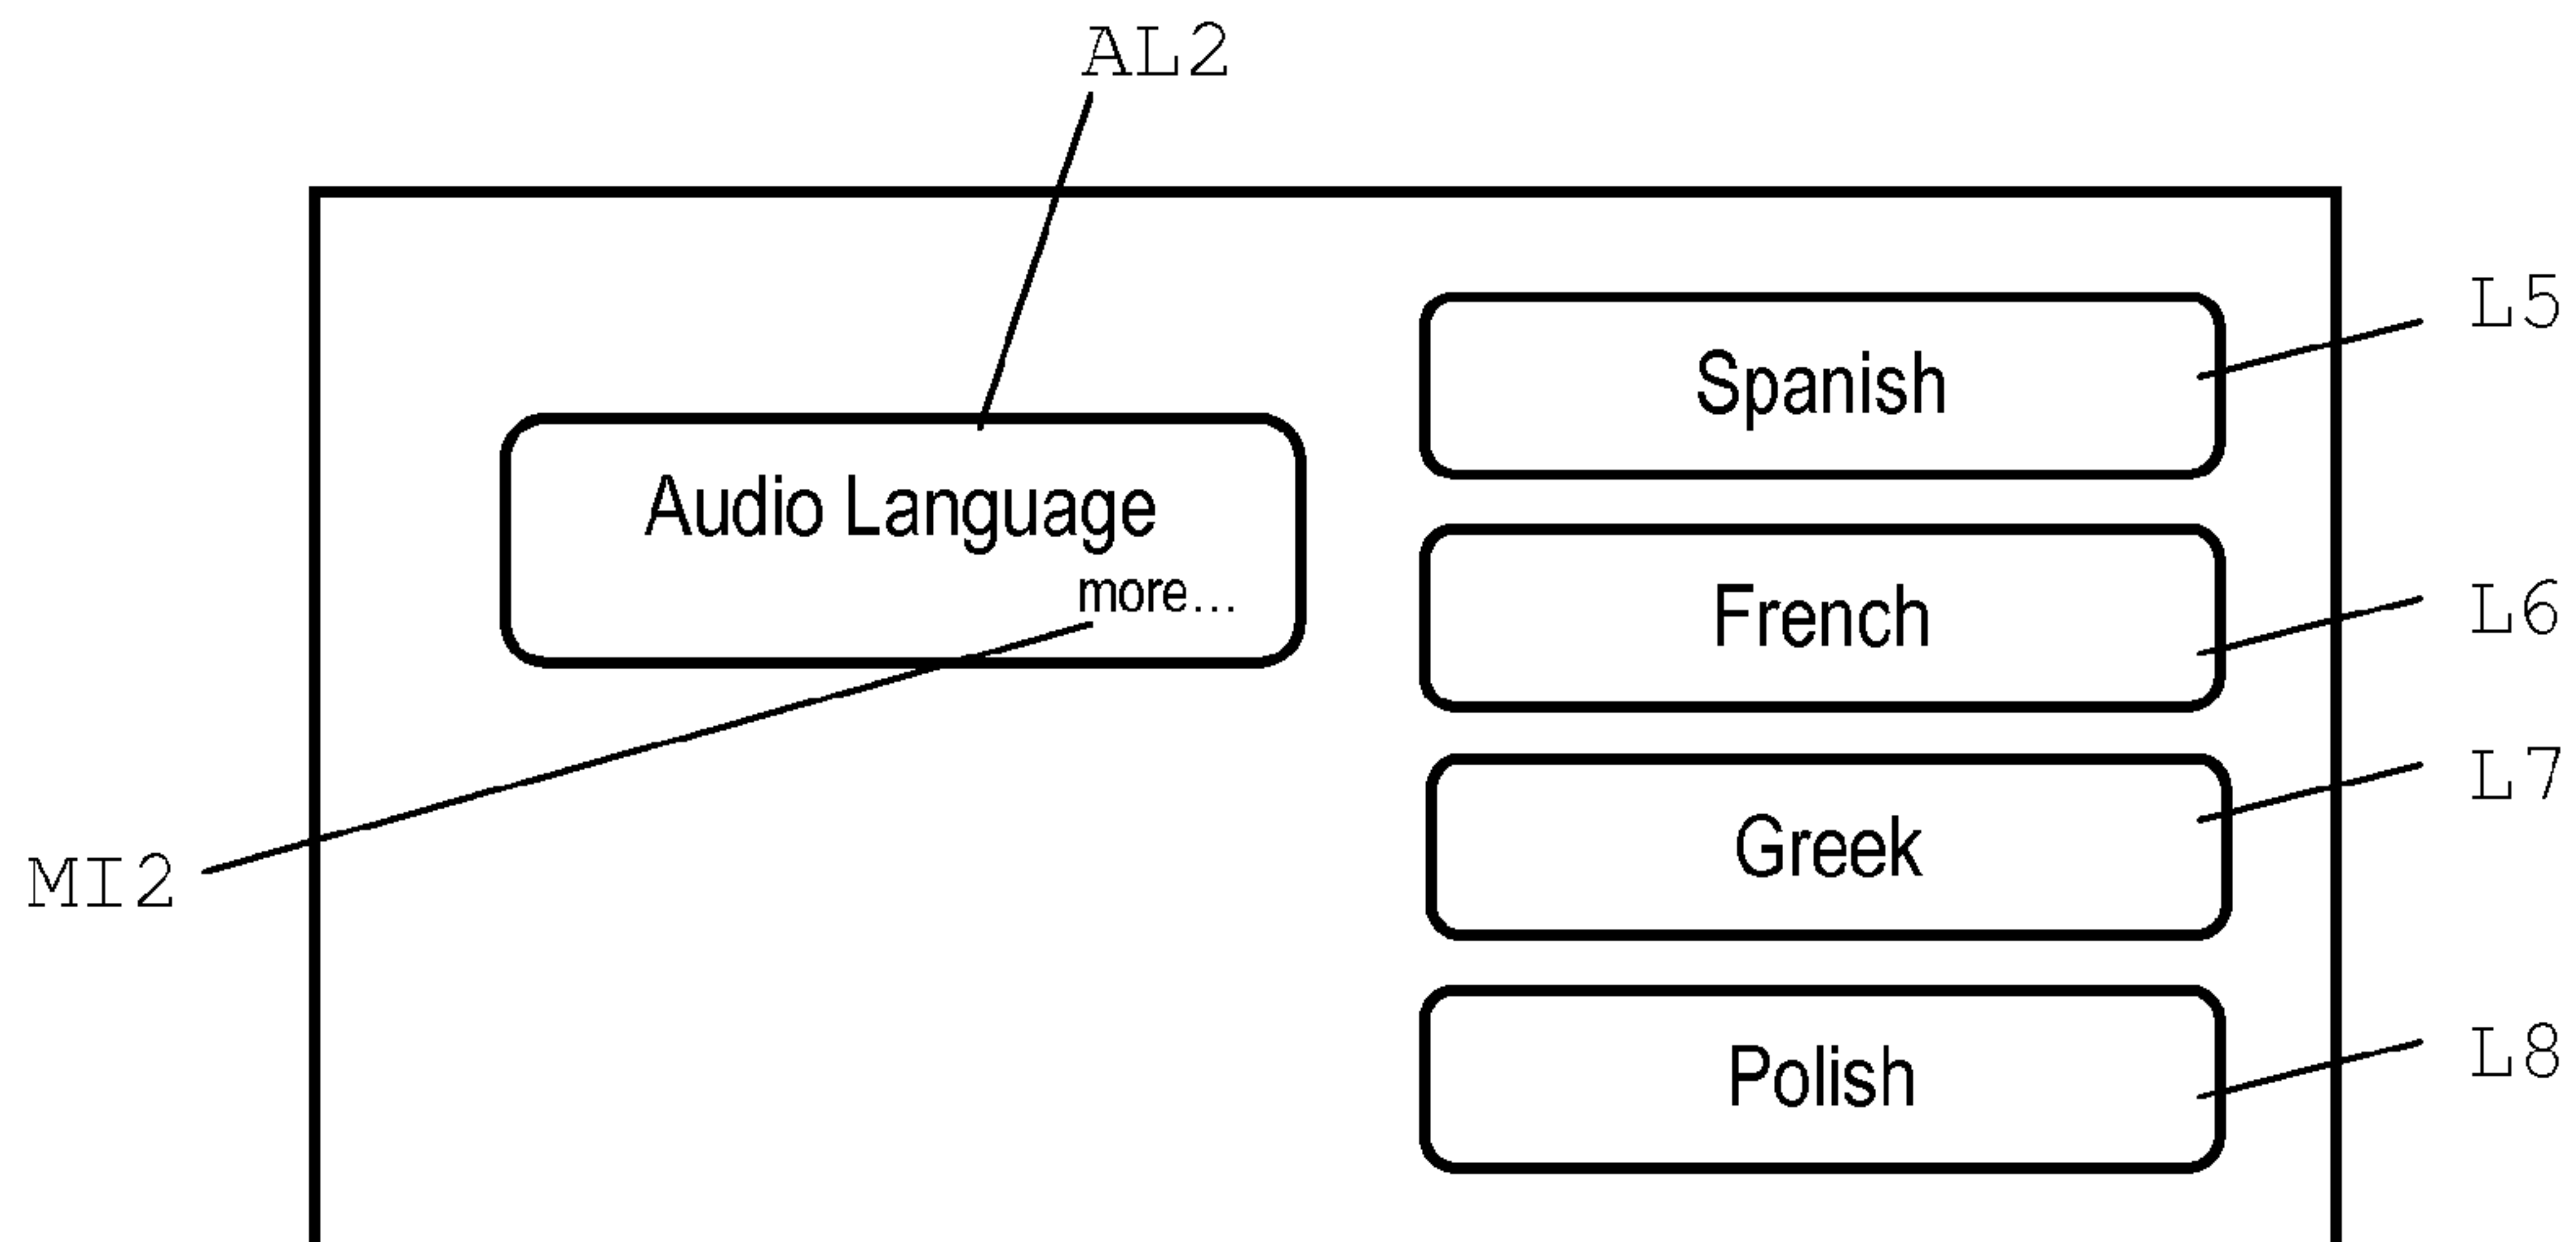 AL2
Spanish
L5
Audio Language
more...
French
L6
Greek
L7
MI2
Polish
L8